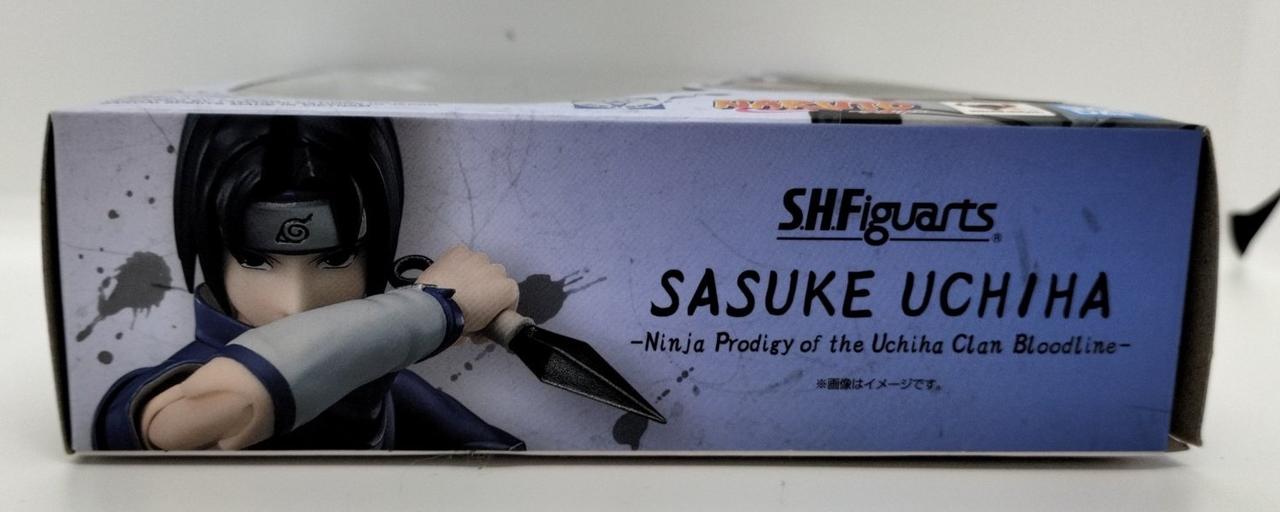 S.H.Figuarts®
SASUKE UCHIHA
-Ninja Prodigy of the Uchiha Clan Bloodline-
※画像はイメージです。